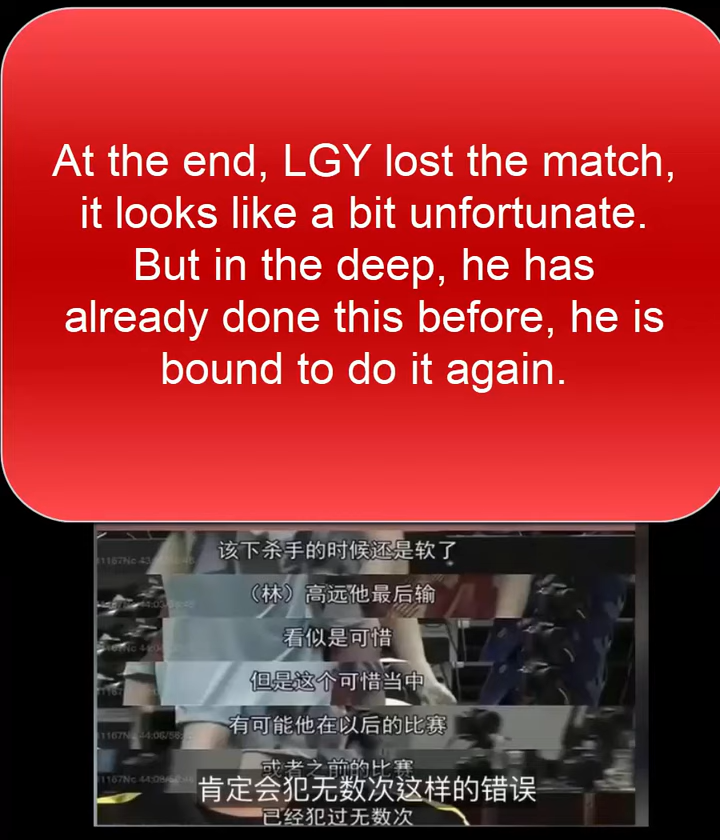 At the end, LGY lost the match,
it looks like a bit unfortunate.
But in the deep, he has
already done this before, he is
bound to do it again.
该下杀手的时候还是软了
（林）高远他最后输
看似是可惜
但是这个可惜当中
有可能他在以后的比赛
或者之前的比赛
肯定会犯无数次这样的错误
已经犯过无数次